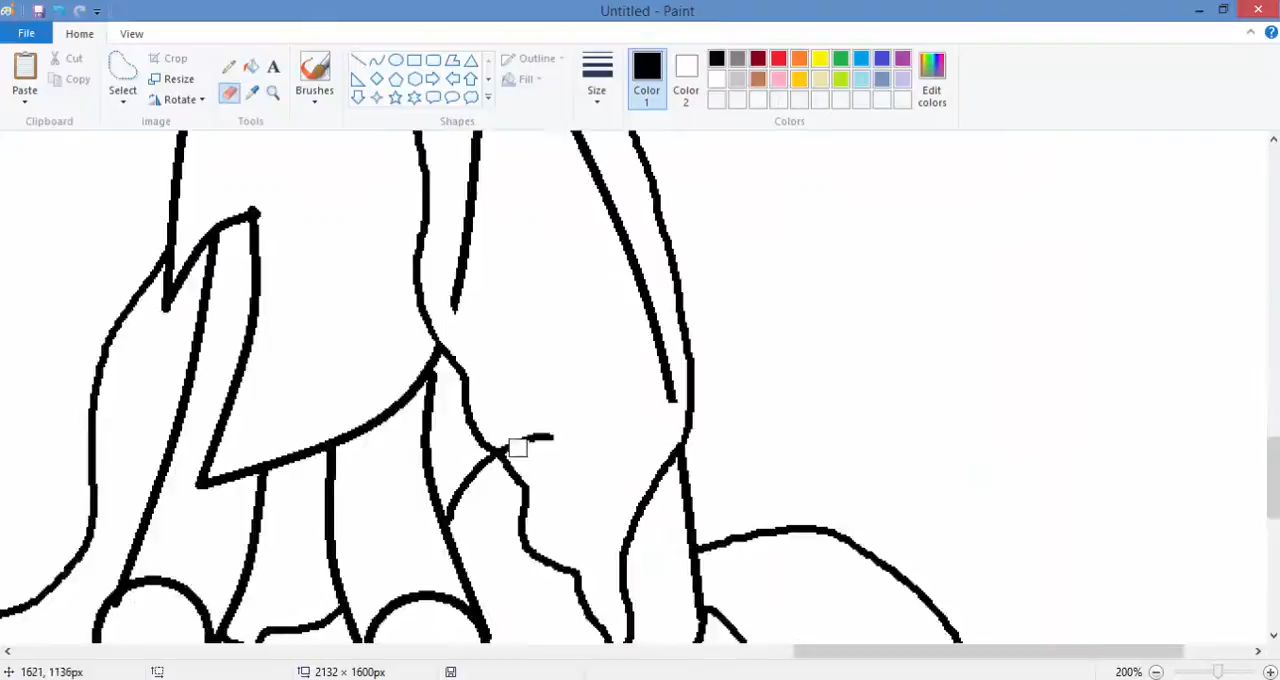 Untitled - Paint
File Home View
Paste Cut Copy Clipboard
Select Crop Resize Rotate Image
A Tools
Brushes
Outline Fill Shapes
Size
Color 1 Color 2 Edit colors Colors
1621, 1136px 2132 × 1600px 200%